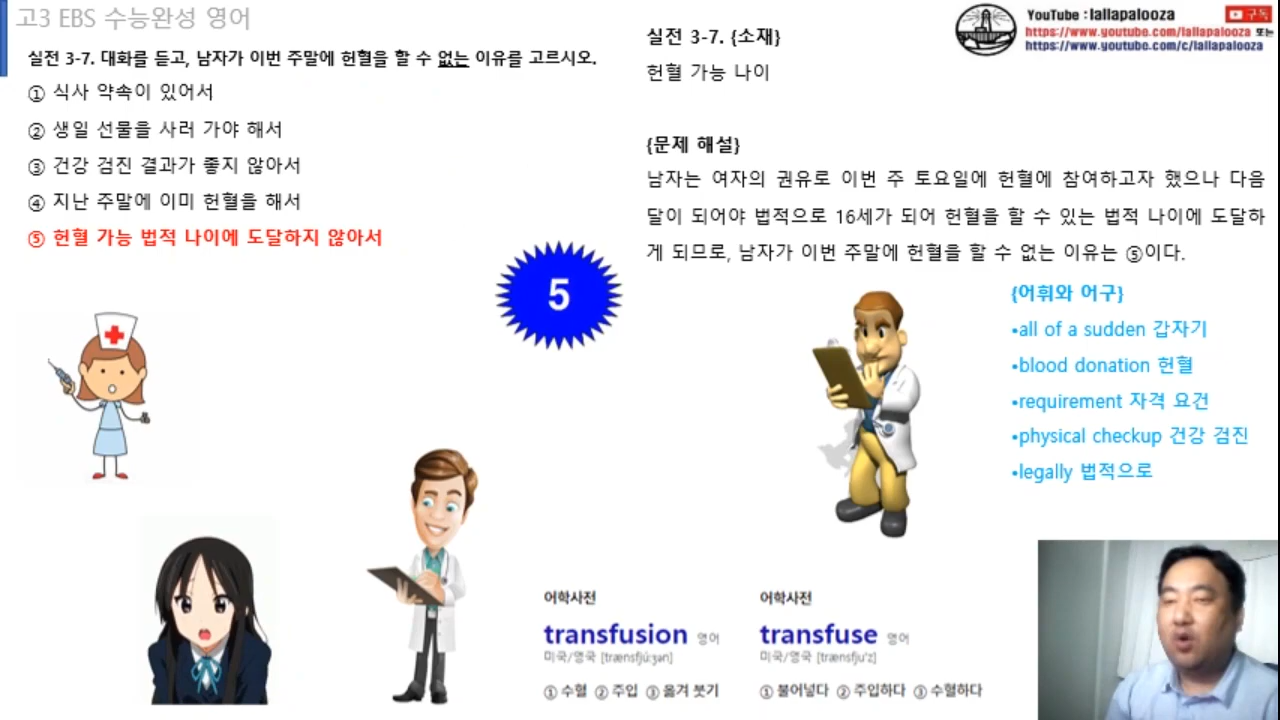 고3 EBS 수능완성 영어
실전 3-7. 대화를 듣고, 남자가 이번 주말에 헌혈을 할 수 없는 이유를 고르시오.
① 식사 약속이 있어서
② 생일 선물을 사러 가야 해서
③ 건강 검진 결과가 좋지 않아서
④ 지난 주말에 이미 헌혈을 해서
⑤ 헌혈 가능 법적 나이에 도달하지 않아서
5
실전 3-7. {소재}
헌혈 가능 나이
{문제 해설}
남자는 여자의 권유로 이번 주 토요일에 헌혈에 참여하고자 했으나 다음
달이 되어야 법적으로 16세가 되어 헌혈을 할 수 있는 법적 나이에 도달하
게 되므로, 남자가 이번 주말에 헌혈을 할 수 없는 이유는 ⑤이다.
YouTube : lallapalooza
구독
https://www.youtube.com/lallapalooza 또는
https://www.youtube.com/c/lallapalooza
{어휘와 어구}
•all of a sudden 갑자기
•blood donation 헌혈
•requirement 자격 요건
•physical checkup 건강 검진
•legally 법적으로
어학사전
transfusion 영어
미국/영국 [trænsfjú:ʒən]
① 수혈 ② 주입 ③ 옮겨 붓기
어학사전
transfuse 영어
미국/영국 [trænsfju'z]
① 불어넣다 ② 주입하다 ③ 수혈하다